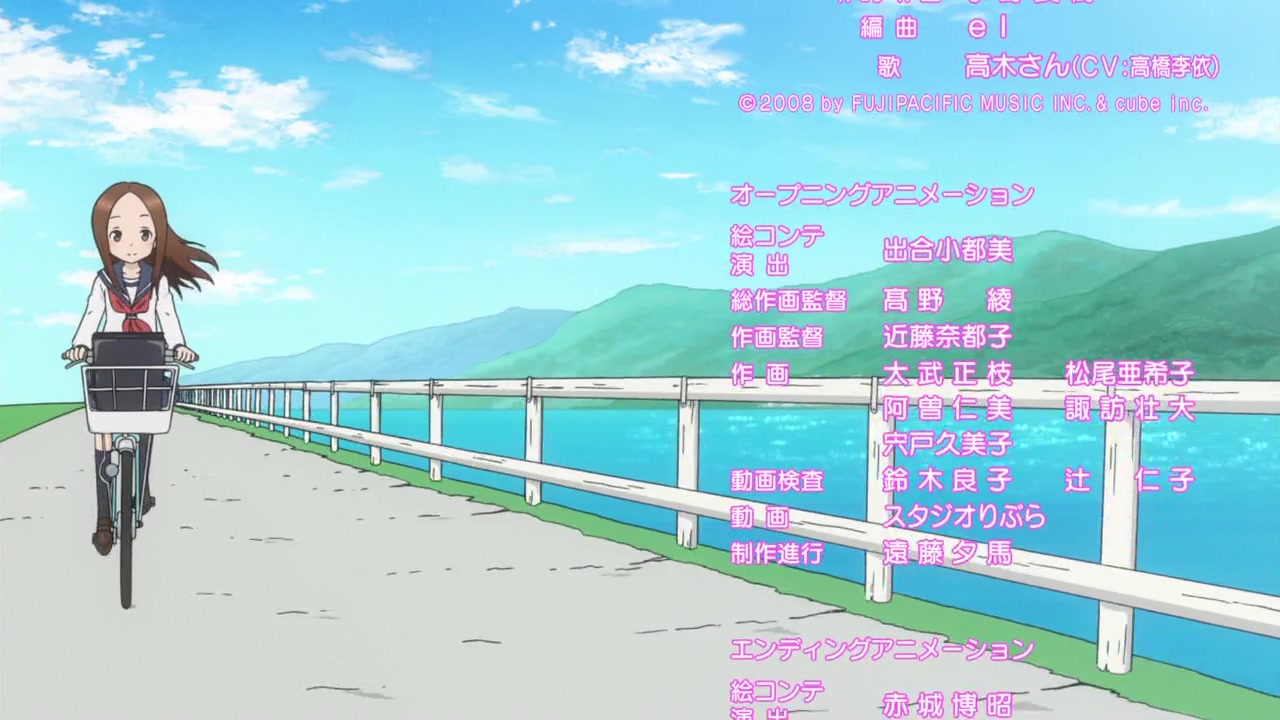 編曲 el
歌 高木さん(CV:高橋李依)
©2008 by FUJIPACIFIC MUSIC INC. & cube inc.
オープニングアニメーション
絵コンテ
演出 出合小都美
総作画監督 髙野 綾
作画監督 近藤奈都子
作画 大武正枝 松尾亜希子
阿曽仁美 諏訪壮大
宍戸久美子
動画検査 鈴木良子 辻 仁子
動画 スタジオりぶら
制作進行 遠藤夕馬
エンディングアニメーション
絵コンテ
演出 赤城博昭